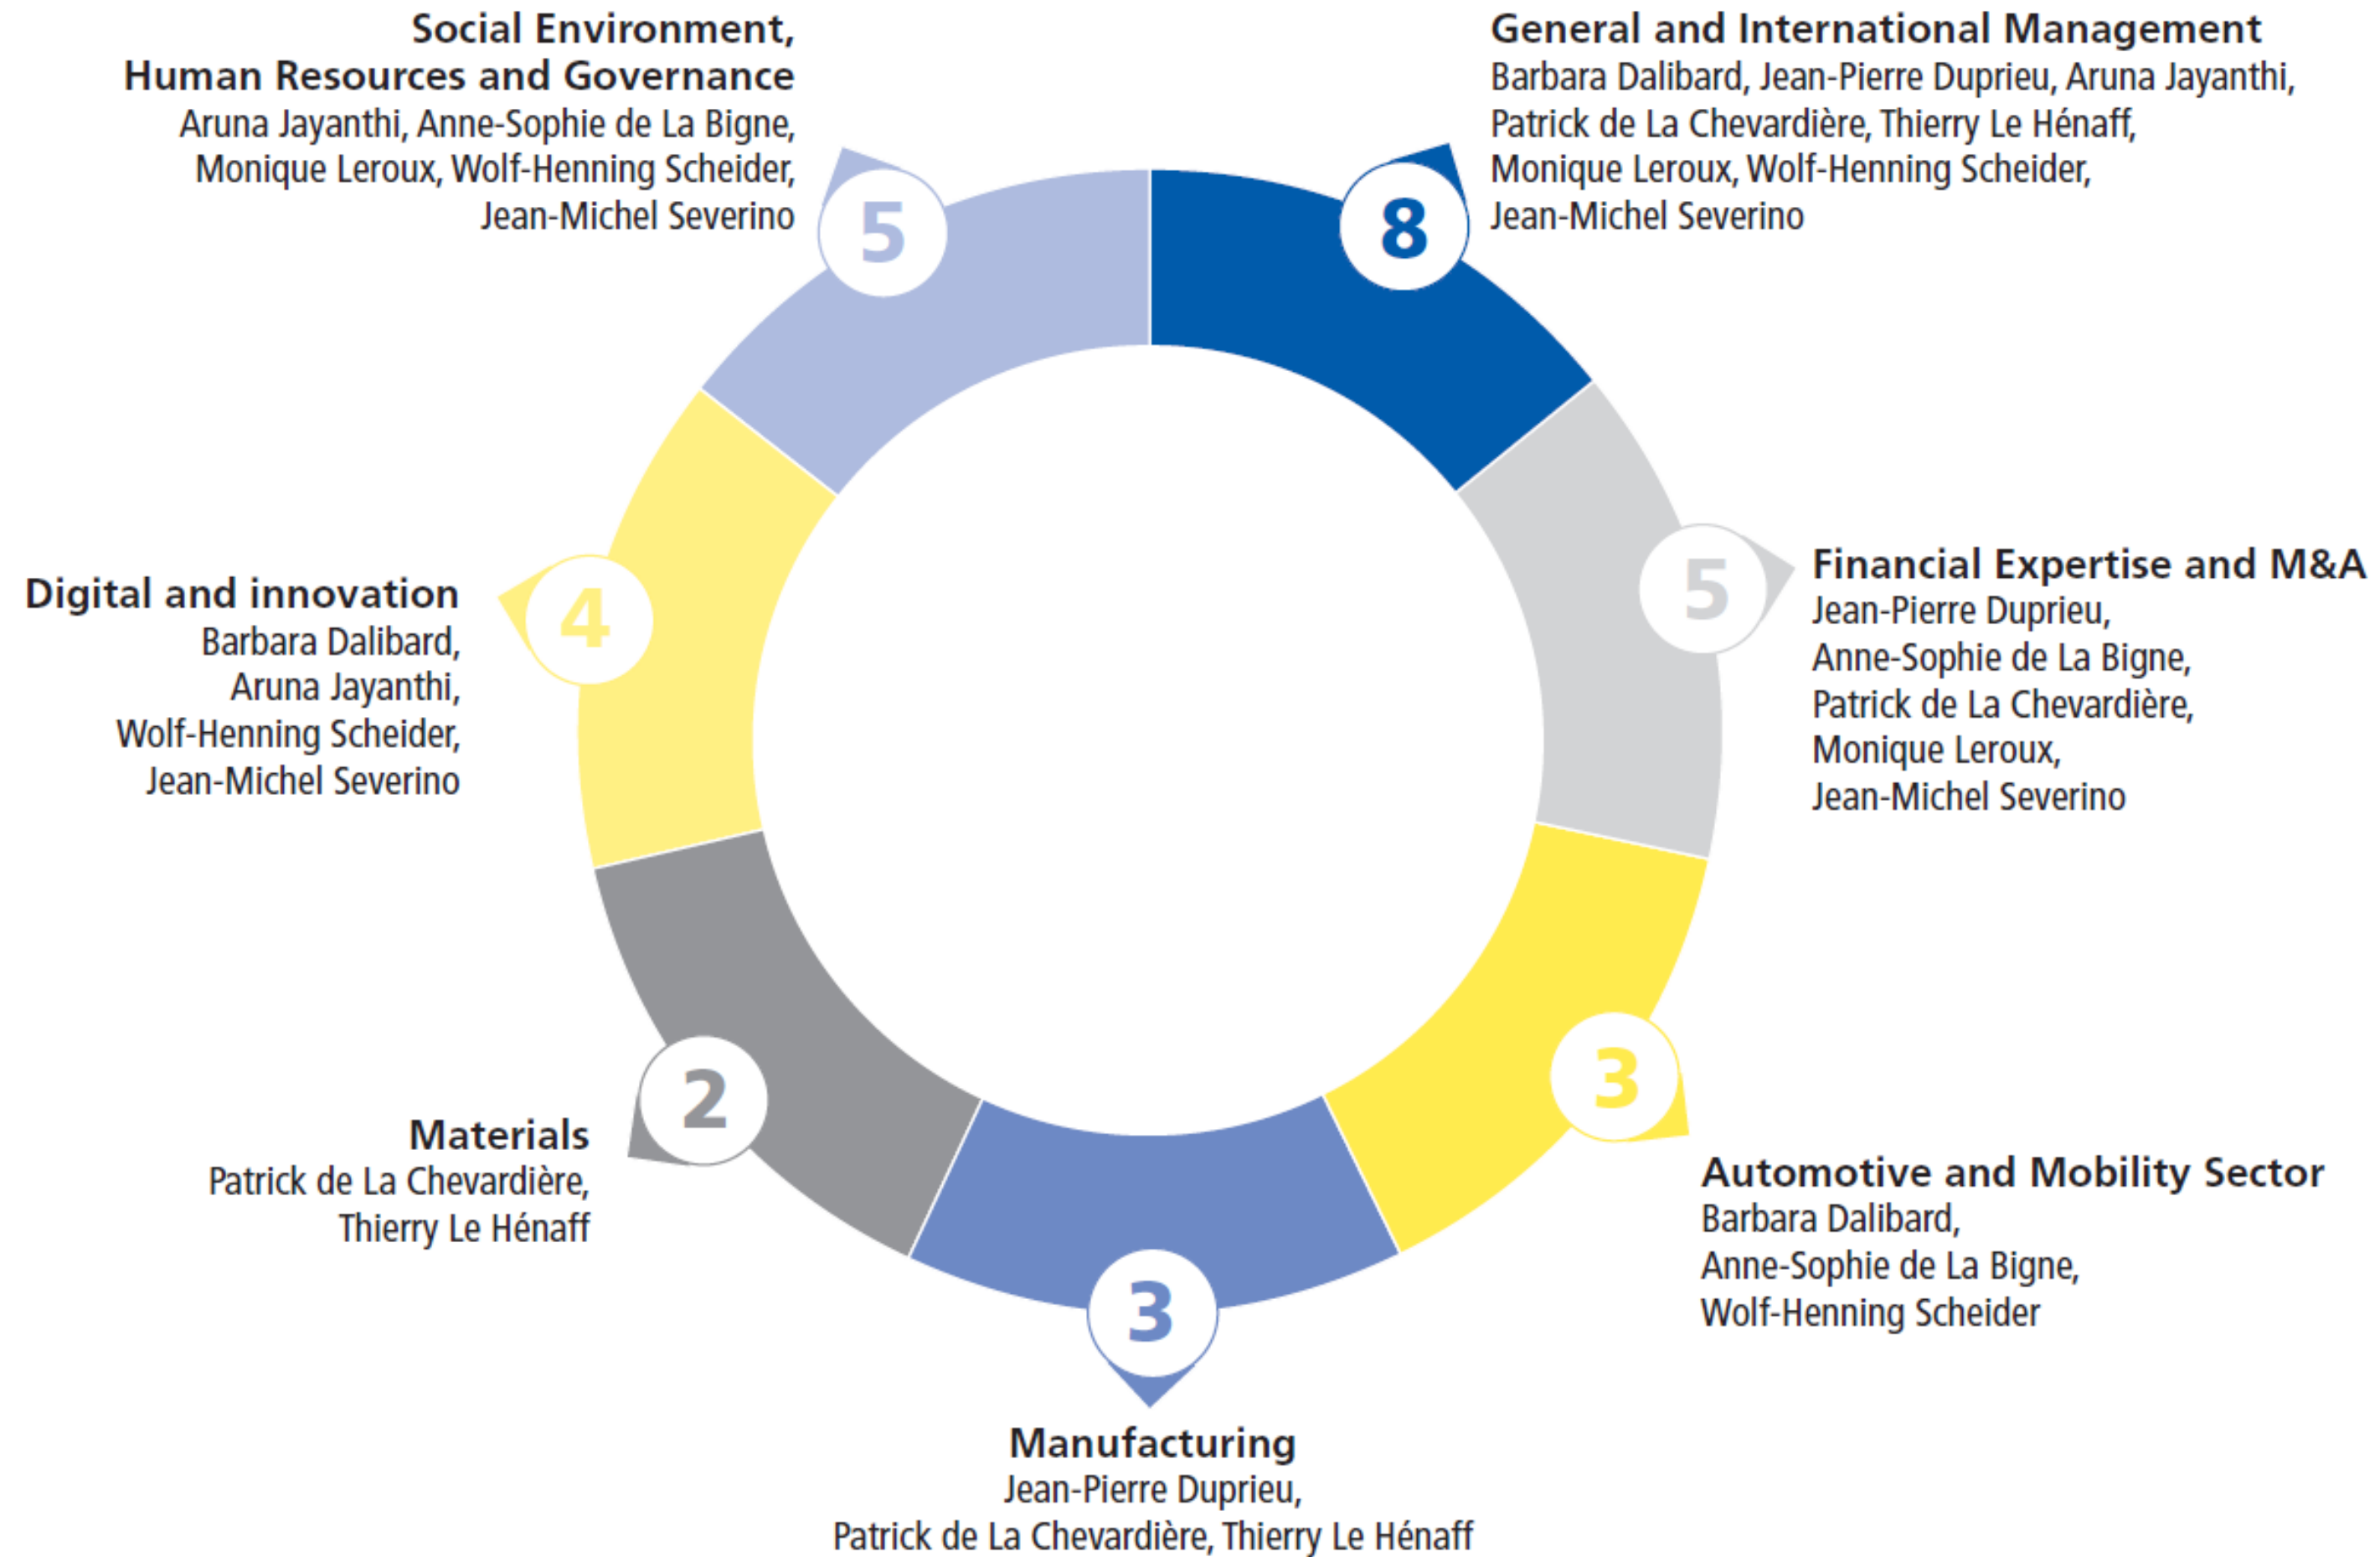 Social Environment,
Human Resources and Governance
Aruna Jayanthi, Anne-Sophie de La Bigne,
Monique Leroux, Wolf-Henning Scheider,
Jean-Michel Severino
5
General and International Management
Barbara Dalibard, Jean-Pierre Duprieu, Aruna Jayanthi,
Patrick de La Chevardière, Thierry Le Hénaff,
Monique Leroux, Wolf-Henning Scheider,
Jean-Michel Severino
8
Financial Expertise and M&A
Jean-Pierre Duprieu,
Anne-Sophie de La Bigne,
Patrick de La Chevardière,
Monique Leroux,
Jean-Michel Severino
5
Digital and innovation
Barbara Dalibard,
Aruna Jayanthi,
Wolf-Henning Scheider,
Jean-Michel Severino
4
Materials
Patrick de La Chevardière,
Thierry Le Hénaff
2
3
Automotive and Mobility Sector
Barbara Dalibard,
Anne-Sophie de La Bigne,
Wolf-Henning Scheider
3
Manufacturing
Jean-Pierre Duprieu,
Patrick de La Chevardière, Thierry Le Hénaff